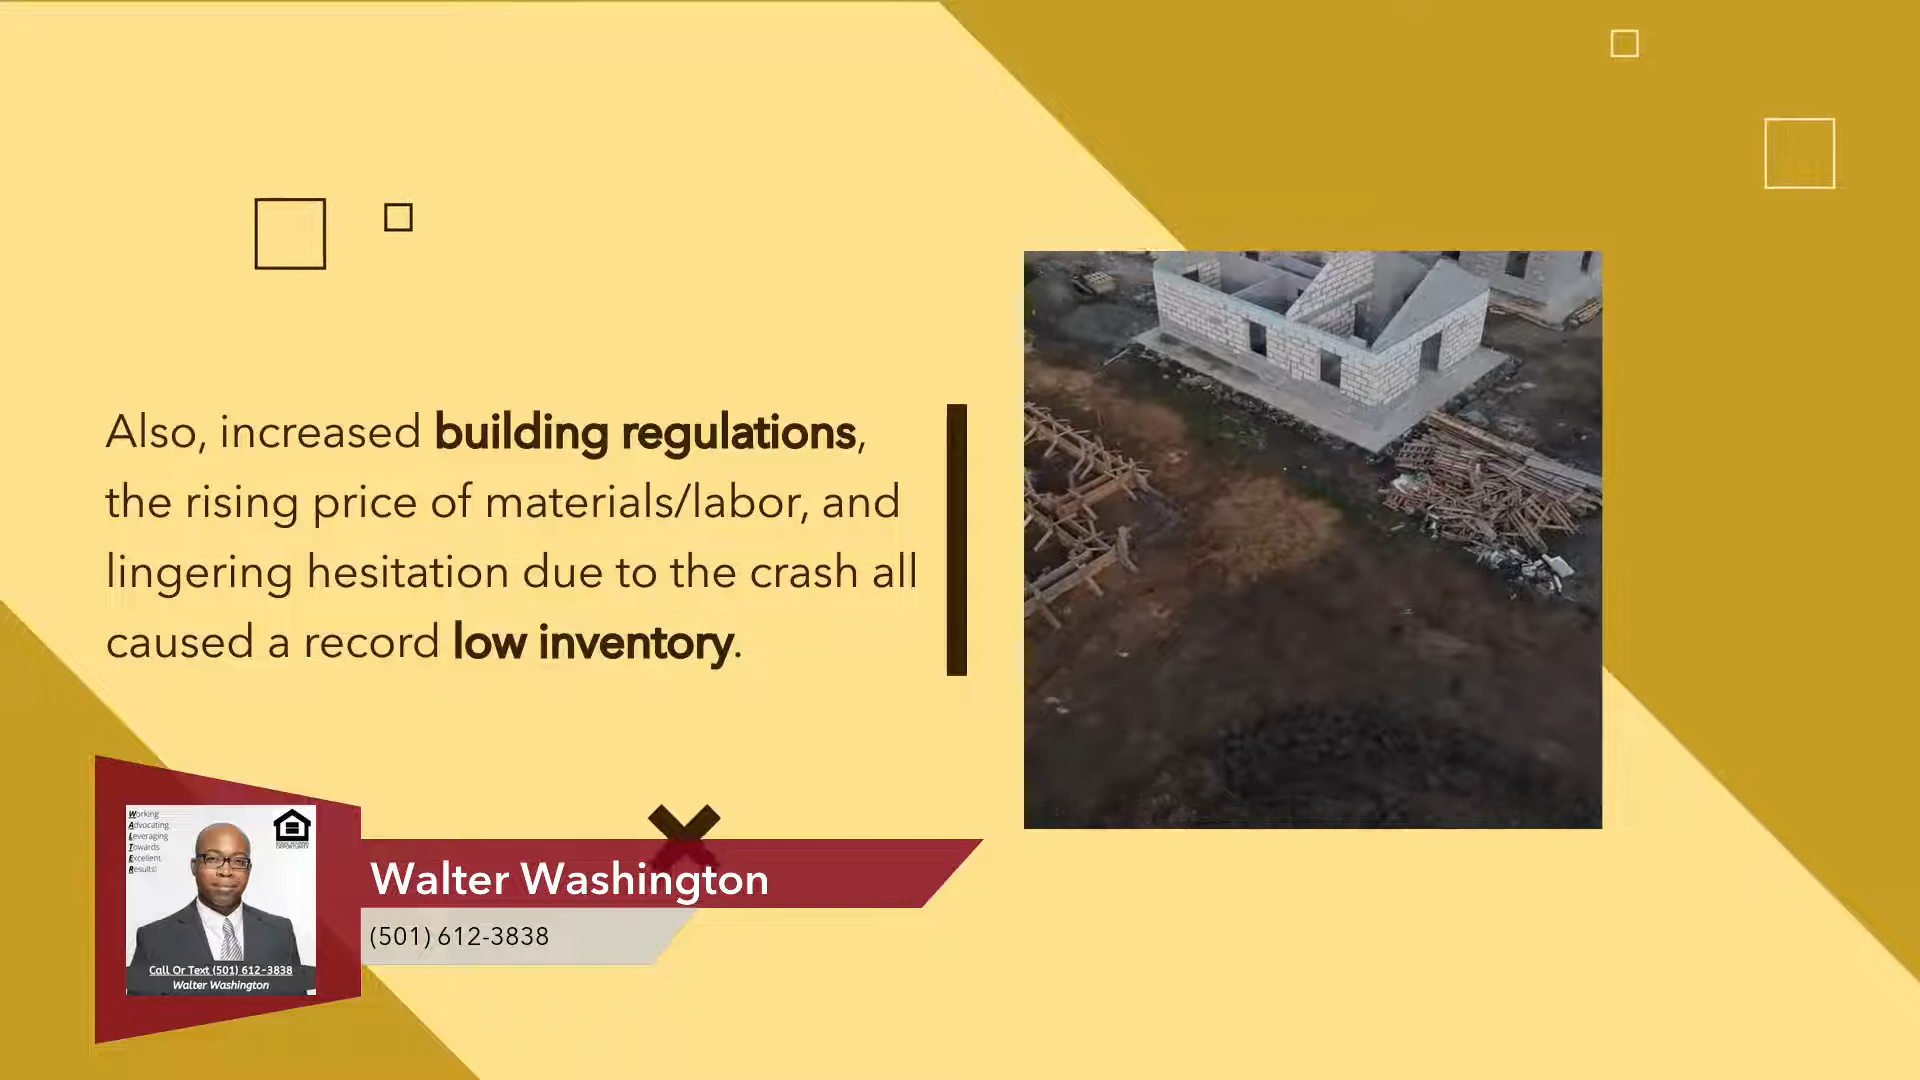 Also, increased building regulations,
the rising price of materials/labor, and
lingering hesitation due to the crash all
caused a record low inventory.
Working
Advocating
Leveraging
Towards
Excellent
Results!
Call Or Text (501) 612-3838
Walter Washington
Walter Washington
(501) 612-3838